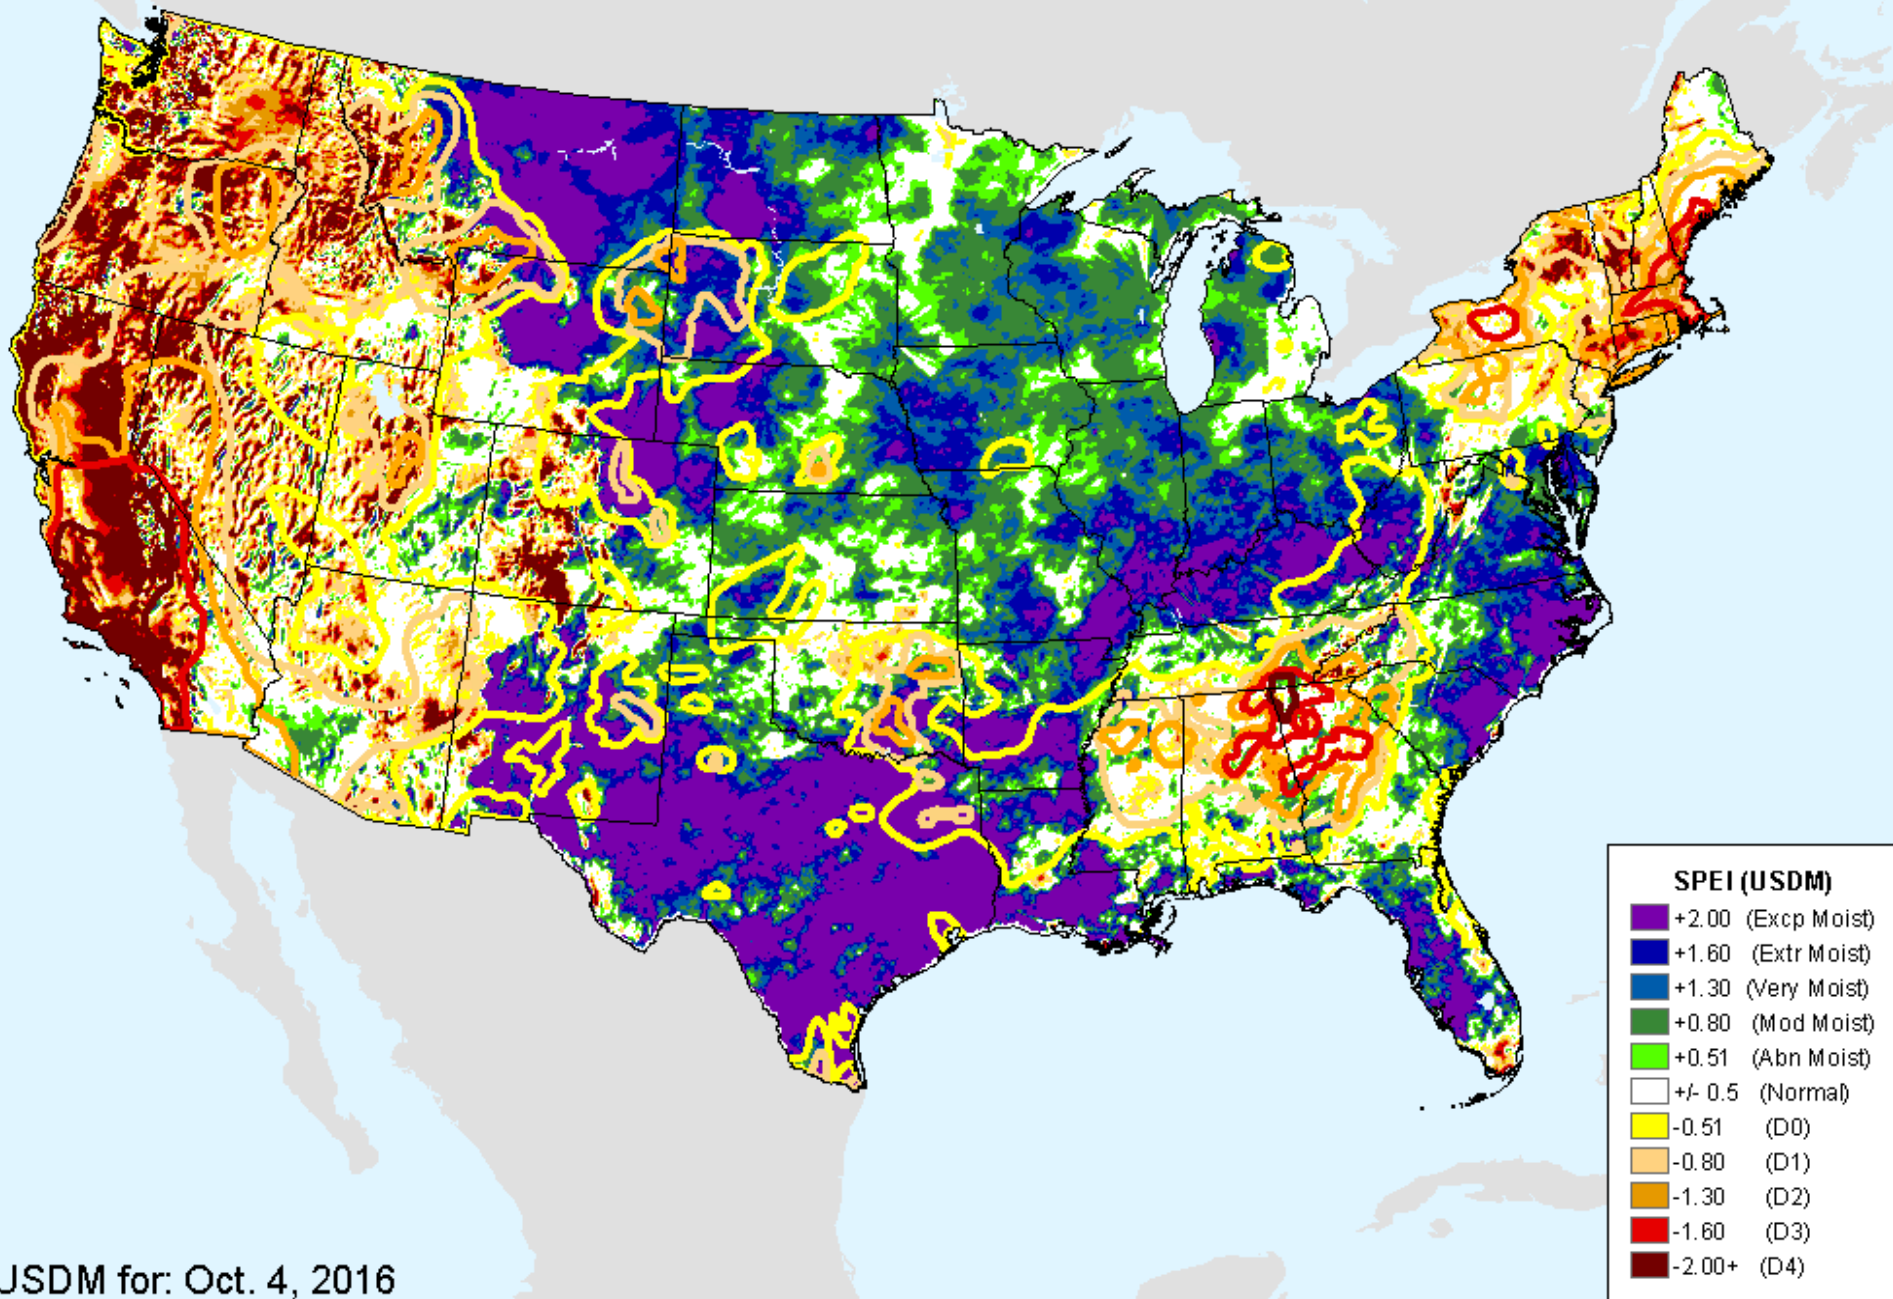 SPEI (USDM)
+2.00 (Excp Moist)
+1.60 (Extr Moist)
+1.30 (Very Moist)
+0.80 (Mod Moist)
+0.51 (Abn Moist)
+/- 0.5 (Normal)
-0.51 (D0)
-0.80 (D1)
-1.30 (D2)
-1.60 (D3)
-2.00+ (D4)
USDM for: Oct. 4, 2016